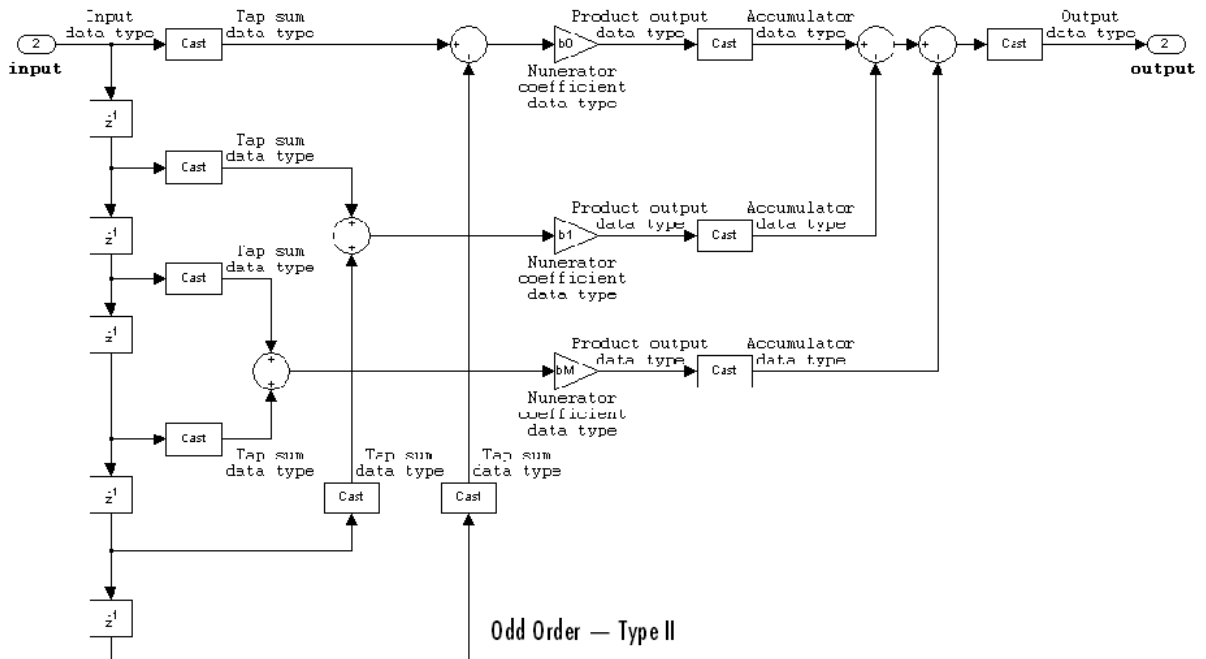 Input
data type
2
input
Cast
Tap sum
data type
+
+
b0
Nunerator
coefficient
data type
Product output
data type
Cast
Accumulator
data type
+
+
+
+
Cast
Output
data type
2
output
z-1
Cast
Tap sum
data type
z-1
+
+
b1
Nunerator
coefficient
data type
Product output
data type
Cast
Accumulator
data type
Cast
Tap sum
data type
z-1
+
+
bM
Nunerator
coefficient
data type
Product output
data type
Cast
Accumulator
data type
Cast
Tap sum
data type
z-1
Tap sum
data type
Cast
Tap sum
data type
Cast
z-1
Odd Order — Type II